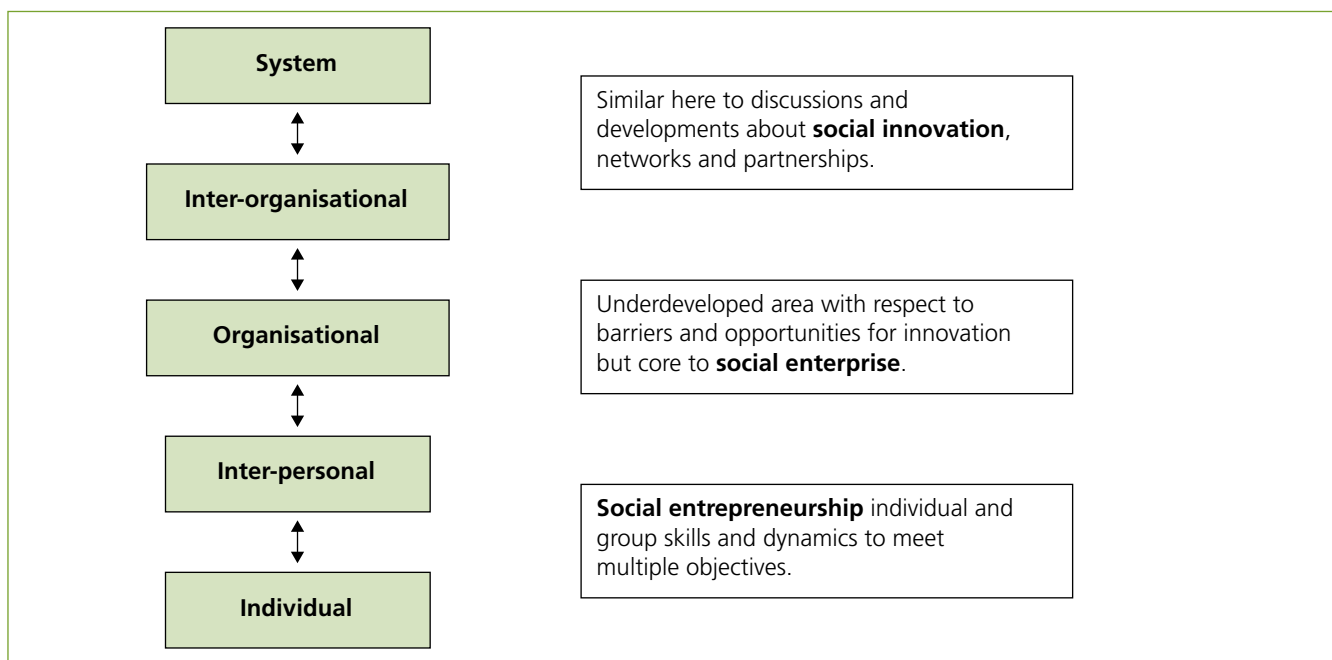 System
Similar here to discussions and
developments about social innovation,
networks and partnerships.
Inter-organisational
Organisational
Underdeveloped area with respect to
barriers and opportunities for innovation
but core to social enterprise.
Inter-personal
Social entrepreneurship individual and
group skills and dynamics to meet
multiple objectives.
Individual